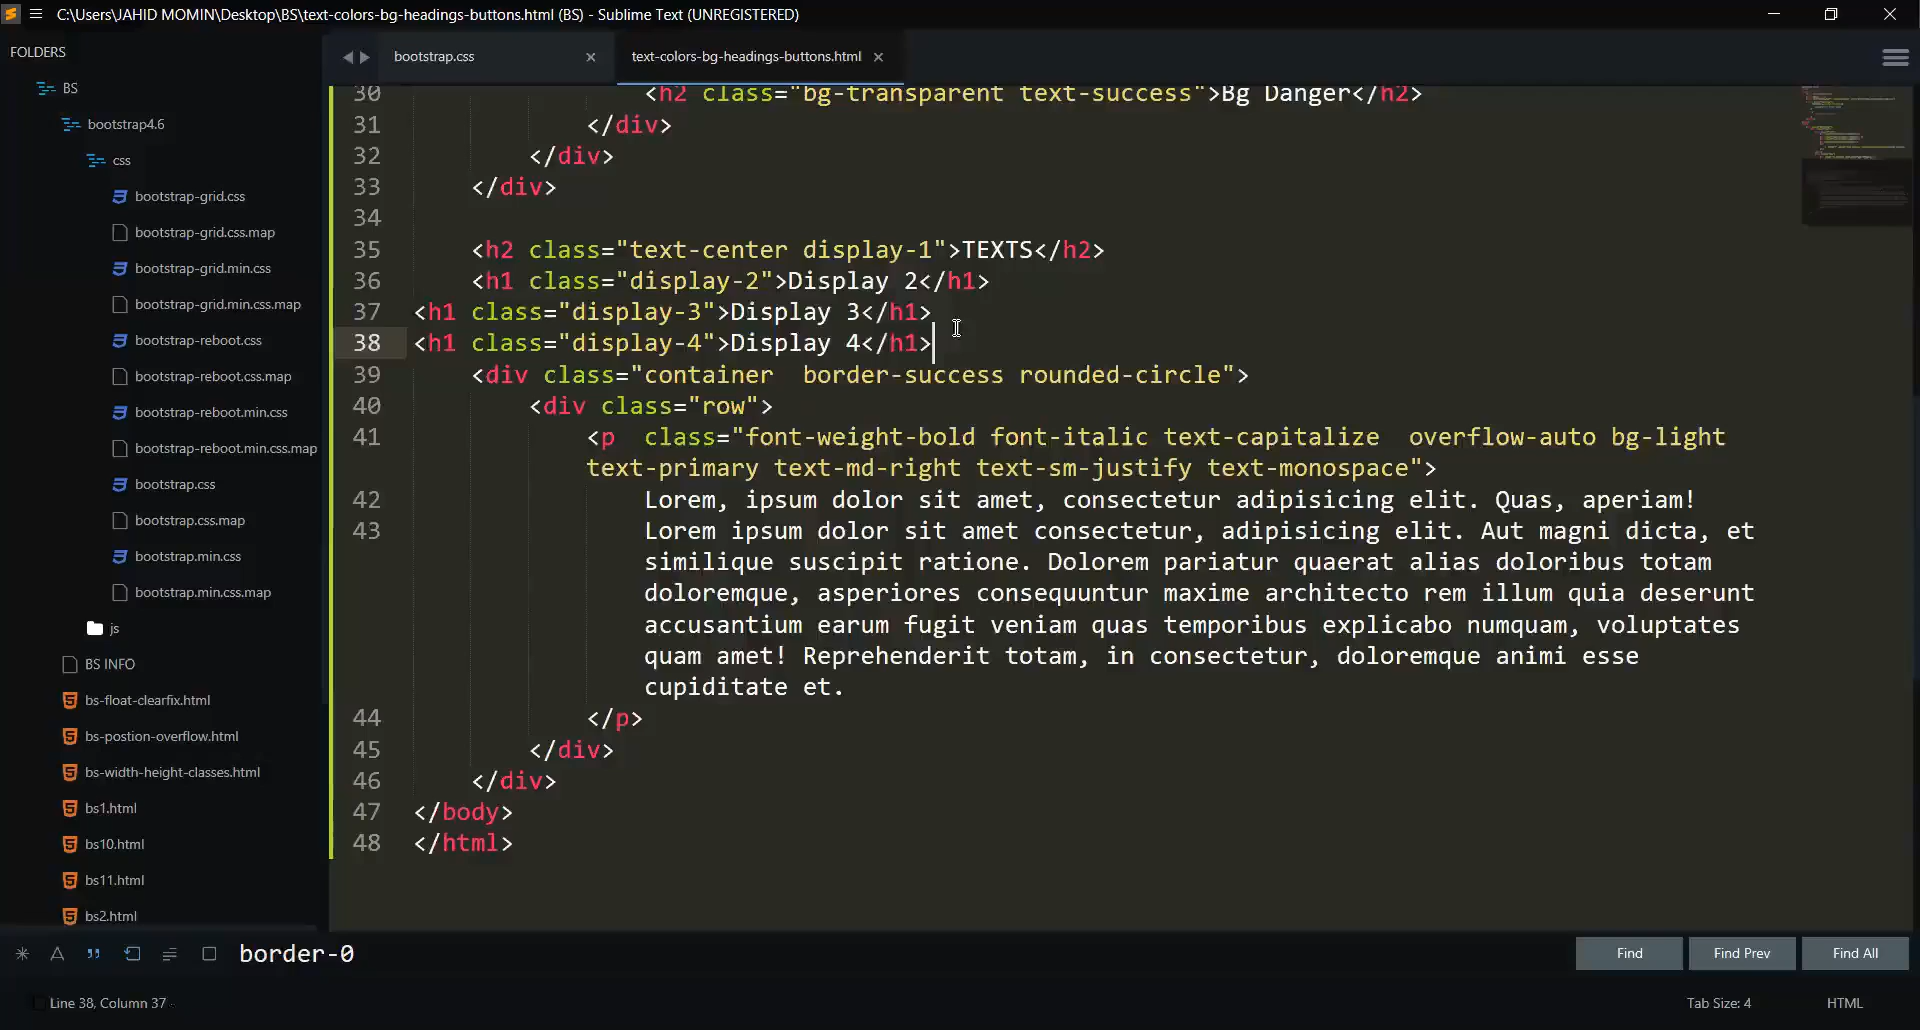 C:\Users\JAHID MOMIN\Desktop\BS\text-colors-bg-headings-buttons.html (BS) - Sublime Text (UNREGISTERED)
FOLDERS
BS
bootstrap4.6
css
bootstrap-grid.css
bootstrap-grid.css.map
bootstrap-grid.min.css
bootstrap-grid.min.css.map
bootstrap-reboot.css
bootstrap-reboot.css.map
bootstrap-reboot.min.css
bootstrap-reboot.min.css.map
bootstrap.css
bootstrap.css.map
bootstrap.min.css
bootstrap.min.css.map
js
BS INFO
bs-float-clearfix.html
bs-postion-overflow.html
bs-width-height-classes.html
bs1.html
bs10.html
bs11.html
bs2.html
bootstrap.css
text-colors-bg-headings-buttons.html
30 <h2 class="bg-transparent text-success">Bg Danger</h2>
31 </div>
32 </div>
33 </div>
34
35 <h2 class="text-center display-1">TEXTS</h2>
36 <h1 class="display-2">Display 2</h1>
37 <h1 class="display-3">Display 3</h1>
38 <h1 class="display-4">Display 4</h1>
39 <div class="container  border-success rounded-circle">
40 <div class="row">
41 <p  class="font-weight-bold font-italic text-capitalize  overflow-auto bg-light
text-primary text-md-right text-sm-justify text-monospace">
42 Lorem, ipsum dolor sit amet, consectetur adipisicing elit. Quas, aperiam!
43 Lorem ipsum dolor sit amet consectetur, adipisicing elit. Aut magni dicta, et
similique suscipit ratione. Dolorem pariatur quaerat alias doloribus totam
doloremque, asperiores consequuntur maxime architecto rem illum quia deserunt
accusantium earum fugit veniam quas temporibus explicabo numquam, voluptates
quam amet! Reprehenderit totam, in consectetur, doloremque animi esse
cupiditate et.
44 </p>
45 </div>
46 </div>
47 </body>
48 </html>
border-0
Find
Find Prev
Find All
Line 38, Column 37
Tab Size: 4
HTML